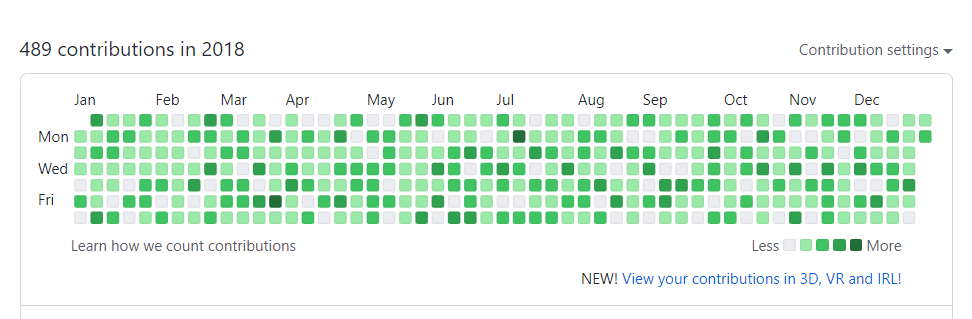 489 contributions in 2018
Contribution settings
Jan Feb Mar Apr May Jun Jul Aug Sep Oct Nov Dec
Mon
Wed
Fri
Learn how we count contributions
Less More
NEW! View your contributions in 3D, VR and IRL!